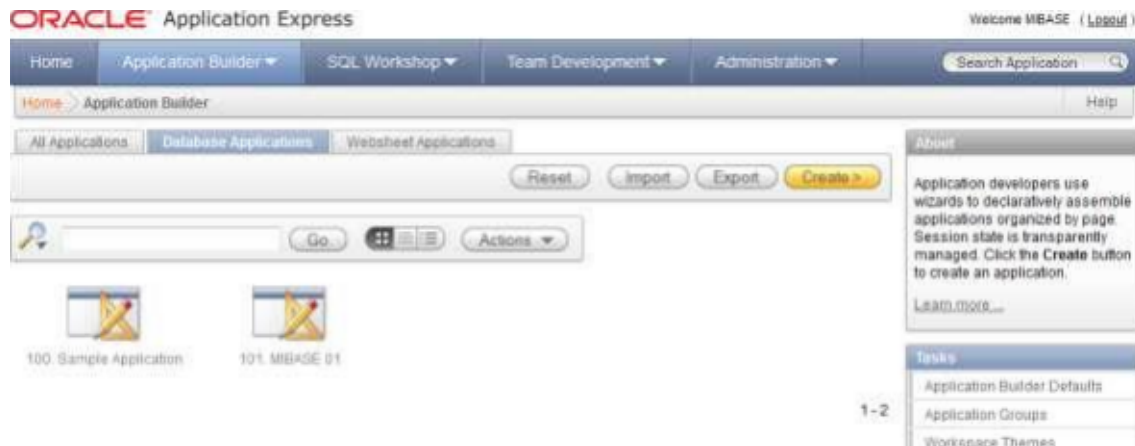 ORACLE Application Express
Welcome MIBASE ( Logout )
Home
Application Builder
SQL Workshop
Team Development
Administration
Search Application
Home
Application Builder
Help
All Applications
Database Applications
Websheet Applications
Reset
Import
Export
Create >
Go
Actions
100. Sample Application
101. MIBASE 01
1 - 2
About
Application developers use
wizards to declaratively assemble
applications organized by page.
Session state is transparently
managed. Click the Create button
to create an application.
Learn more ...
Tasks
Application Builder Defaults
Application Groups
Workspace Themes